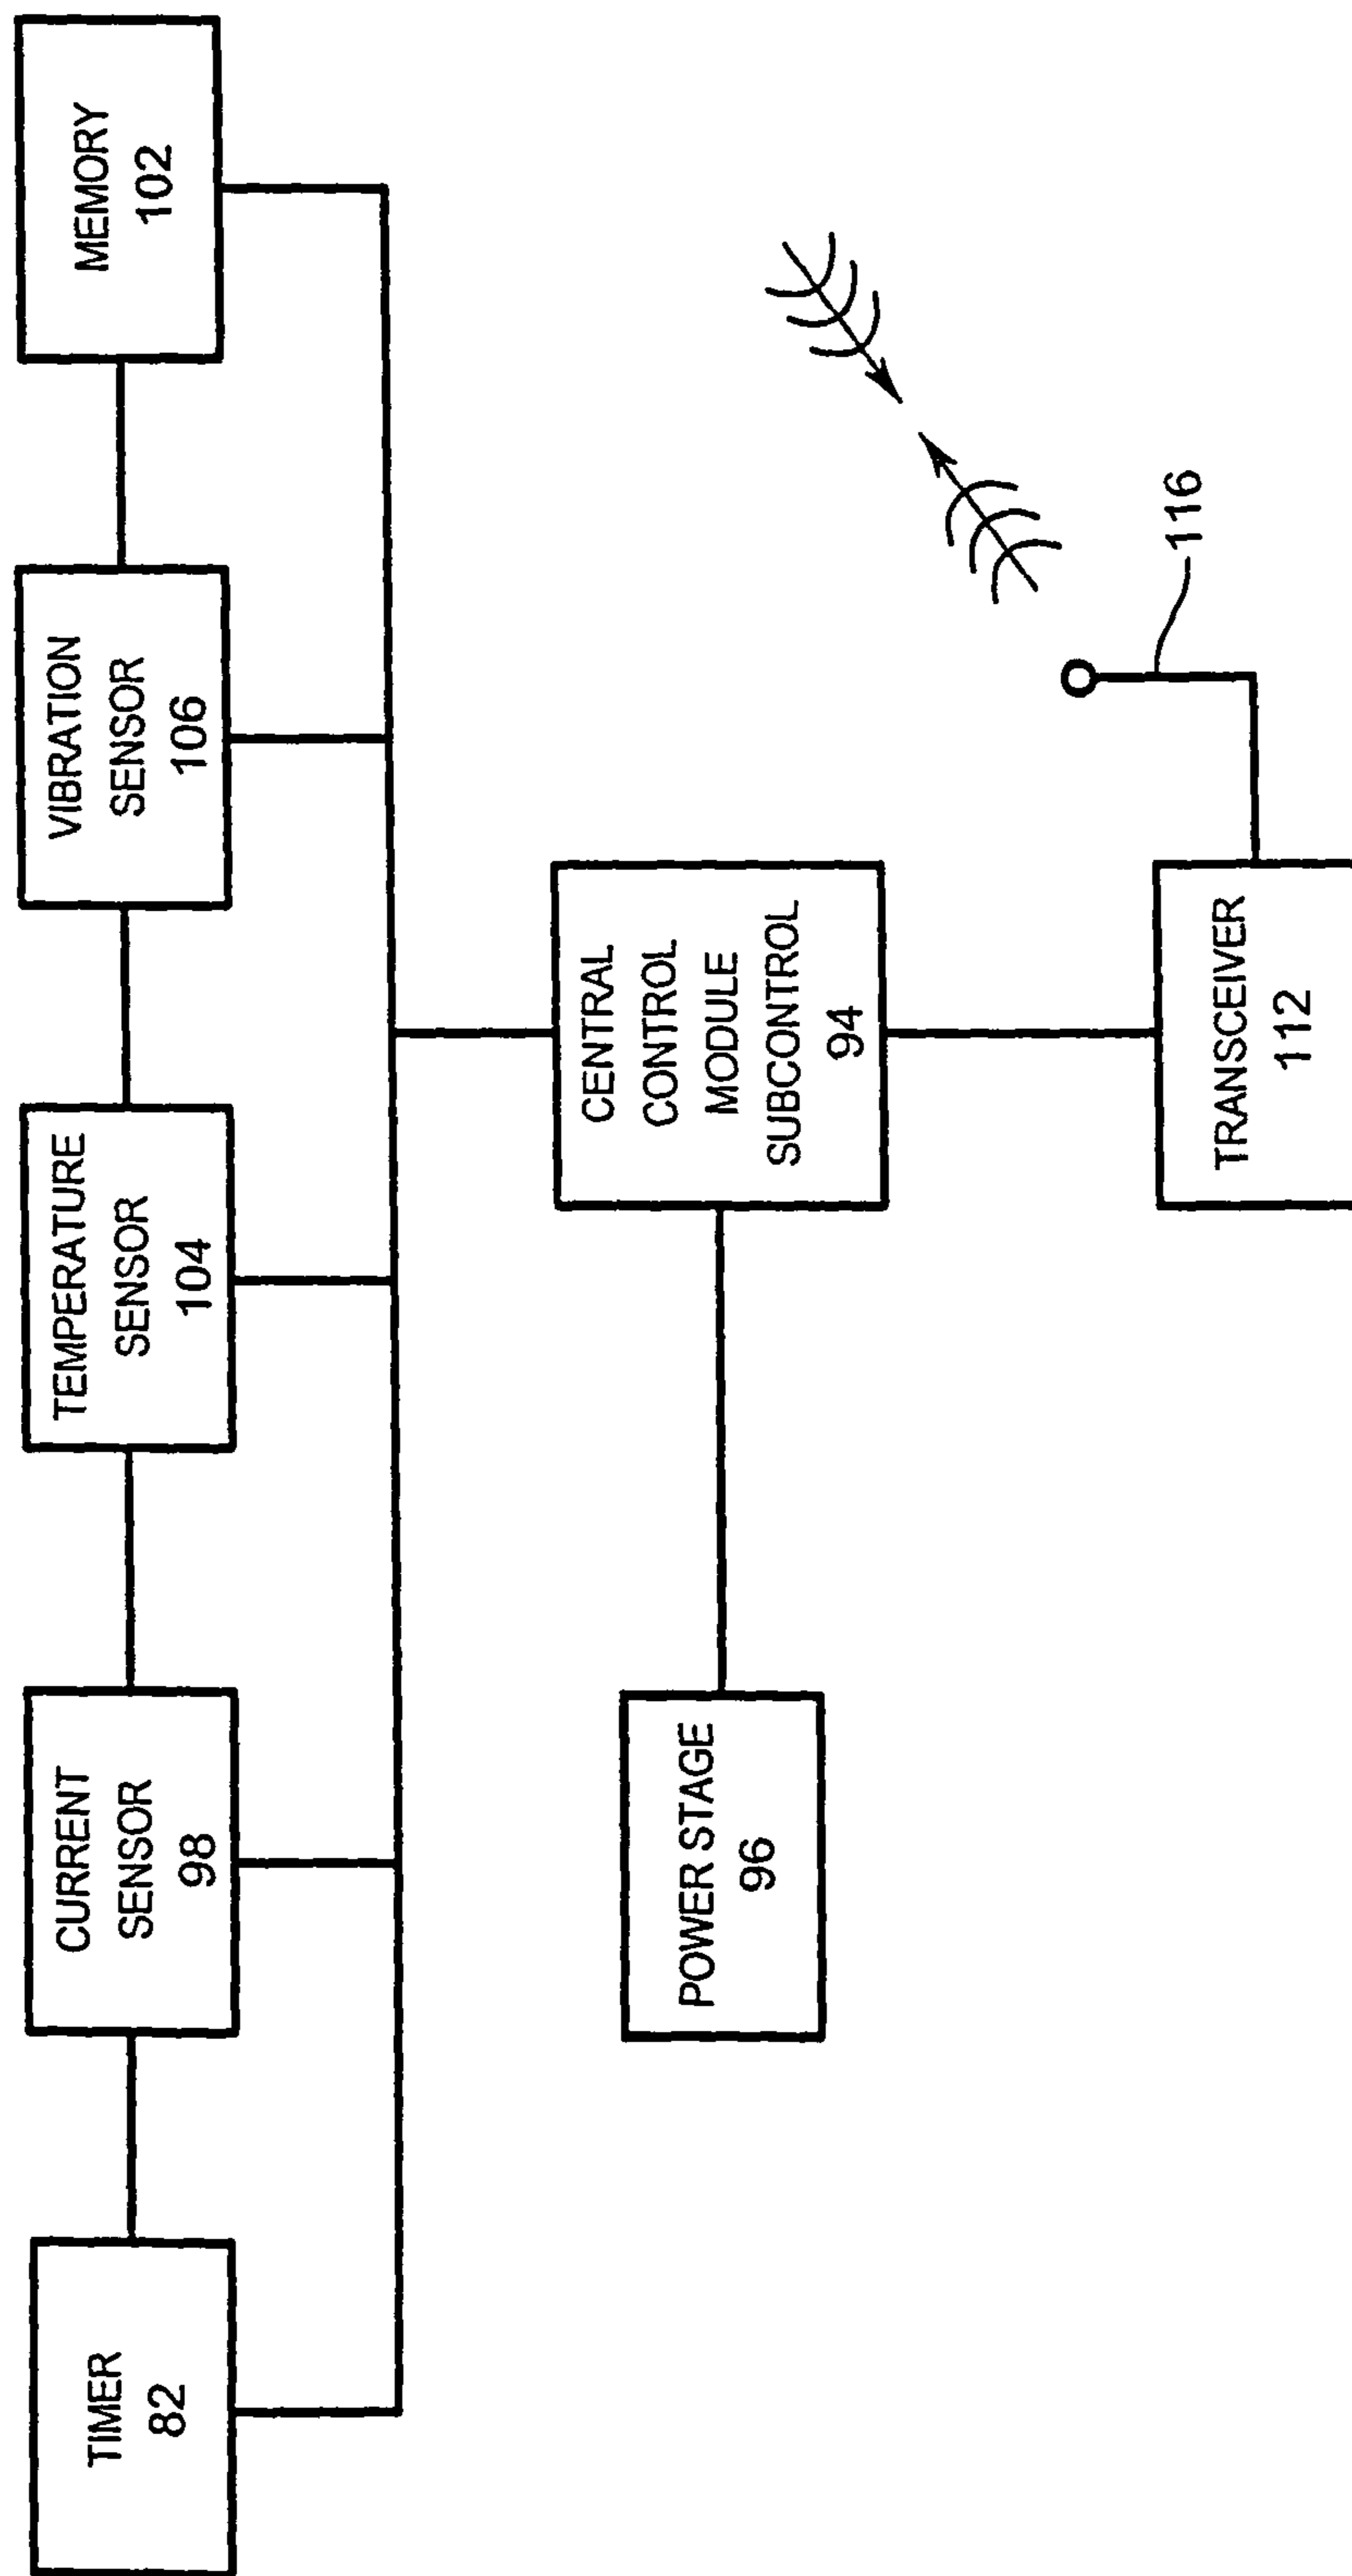 TIMER
82
CURRENT
SENSOR
98
TEMPERATURE
SENSOR
104
VIBRATION
SENSOR
106
MEMORY
102
POWER STAGE
96
CENTRAL
CONTROL
MODULE
SUBCONTROL
94
116
TRANSCEIVER
112